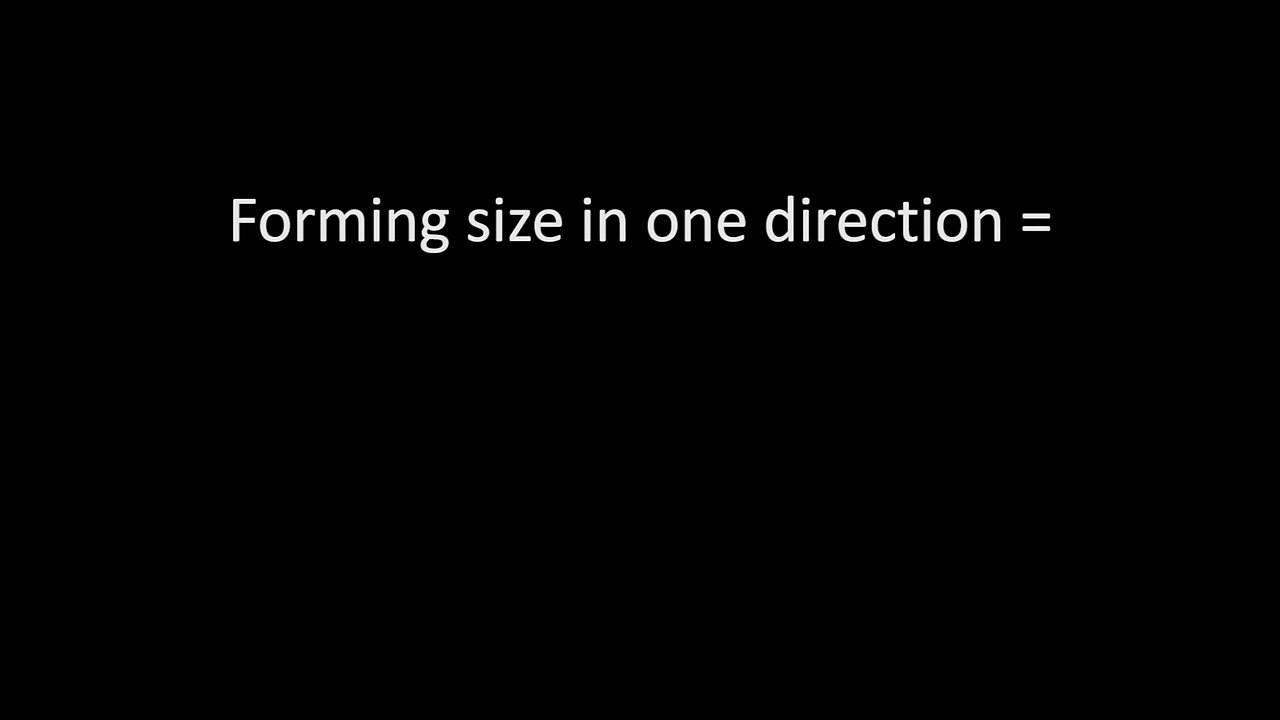 Forming size in one direction =